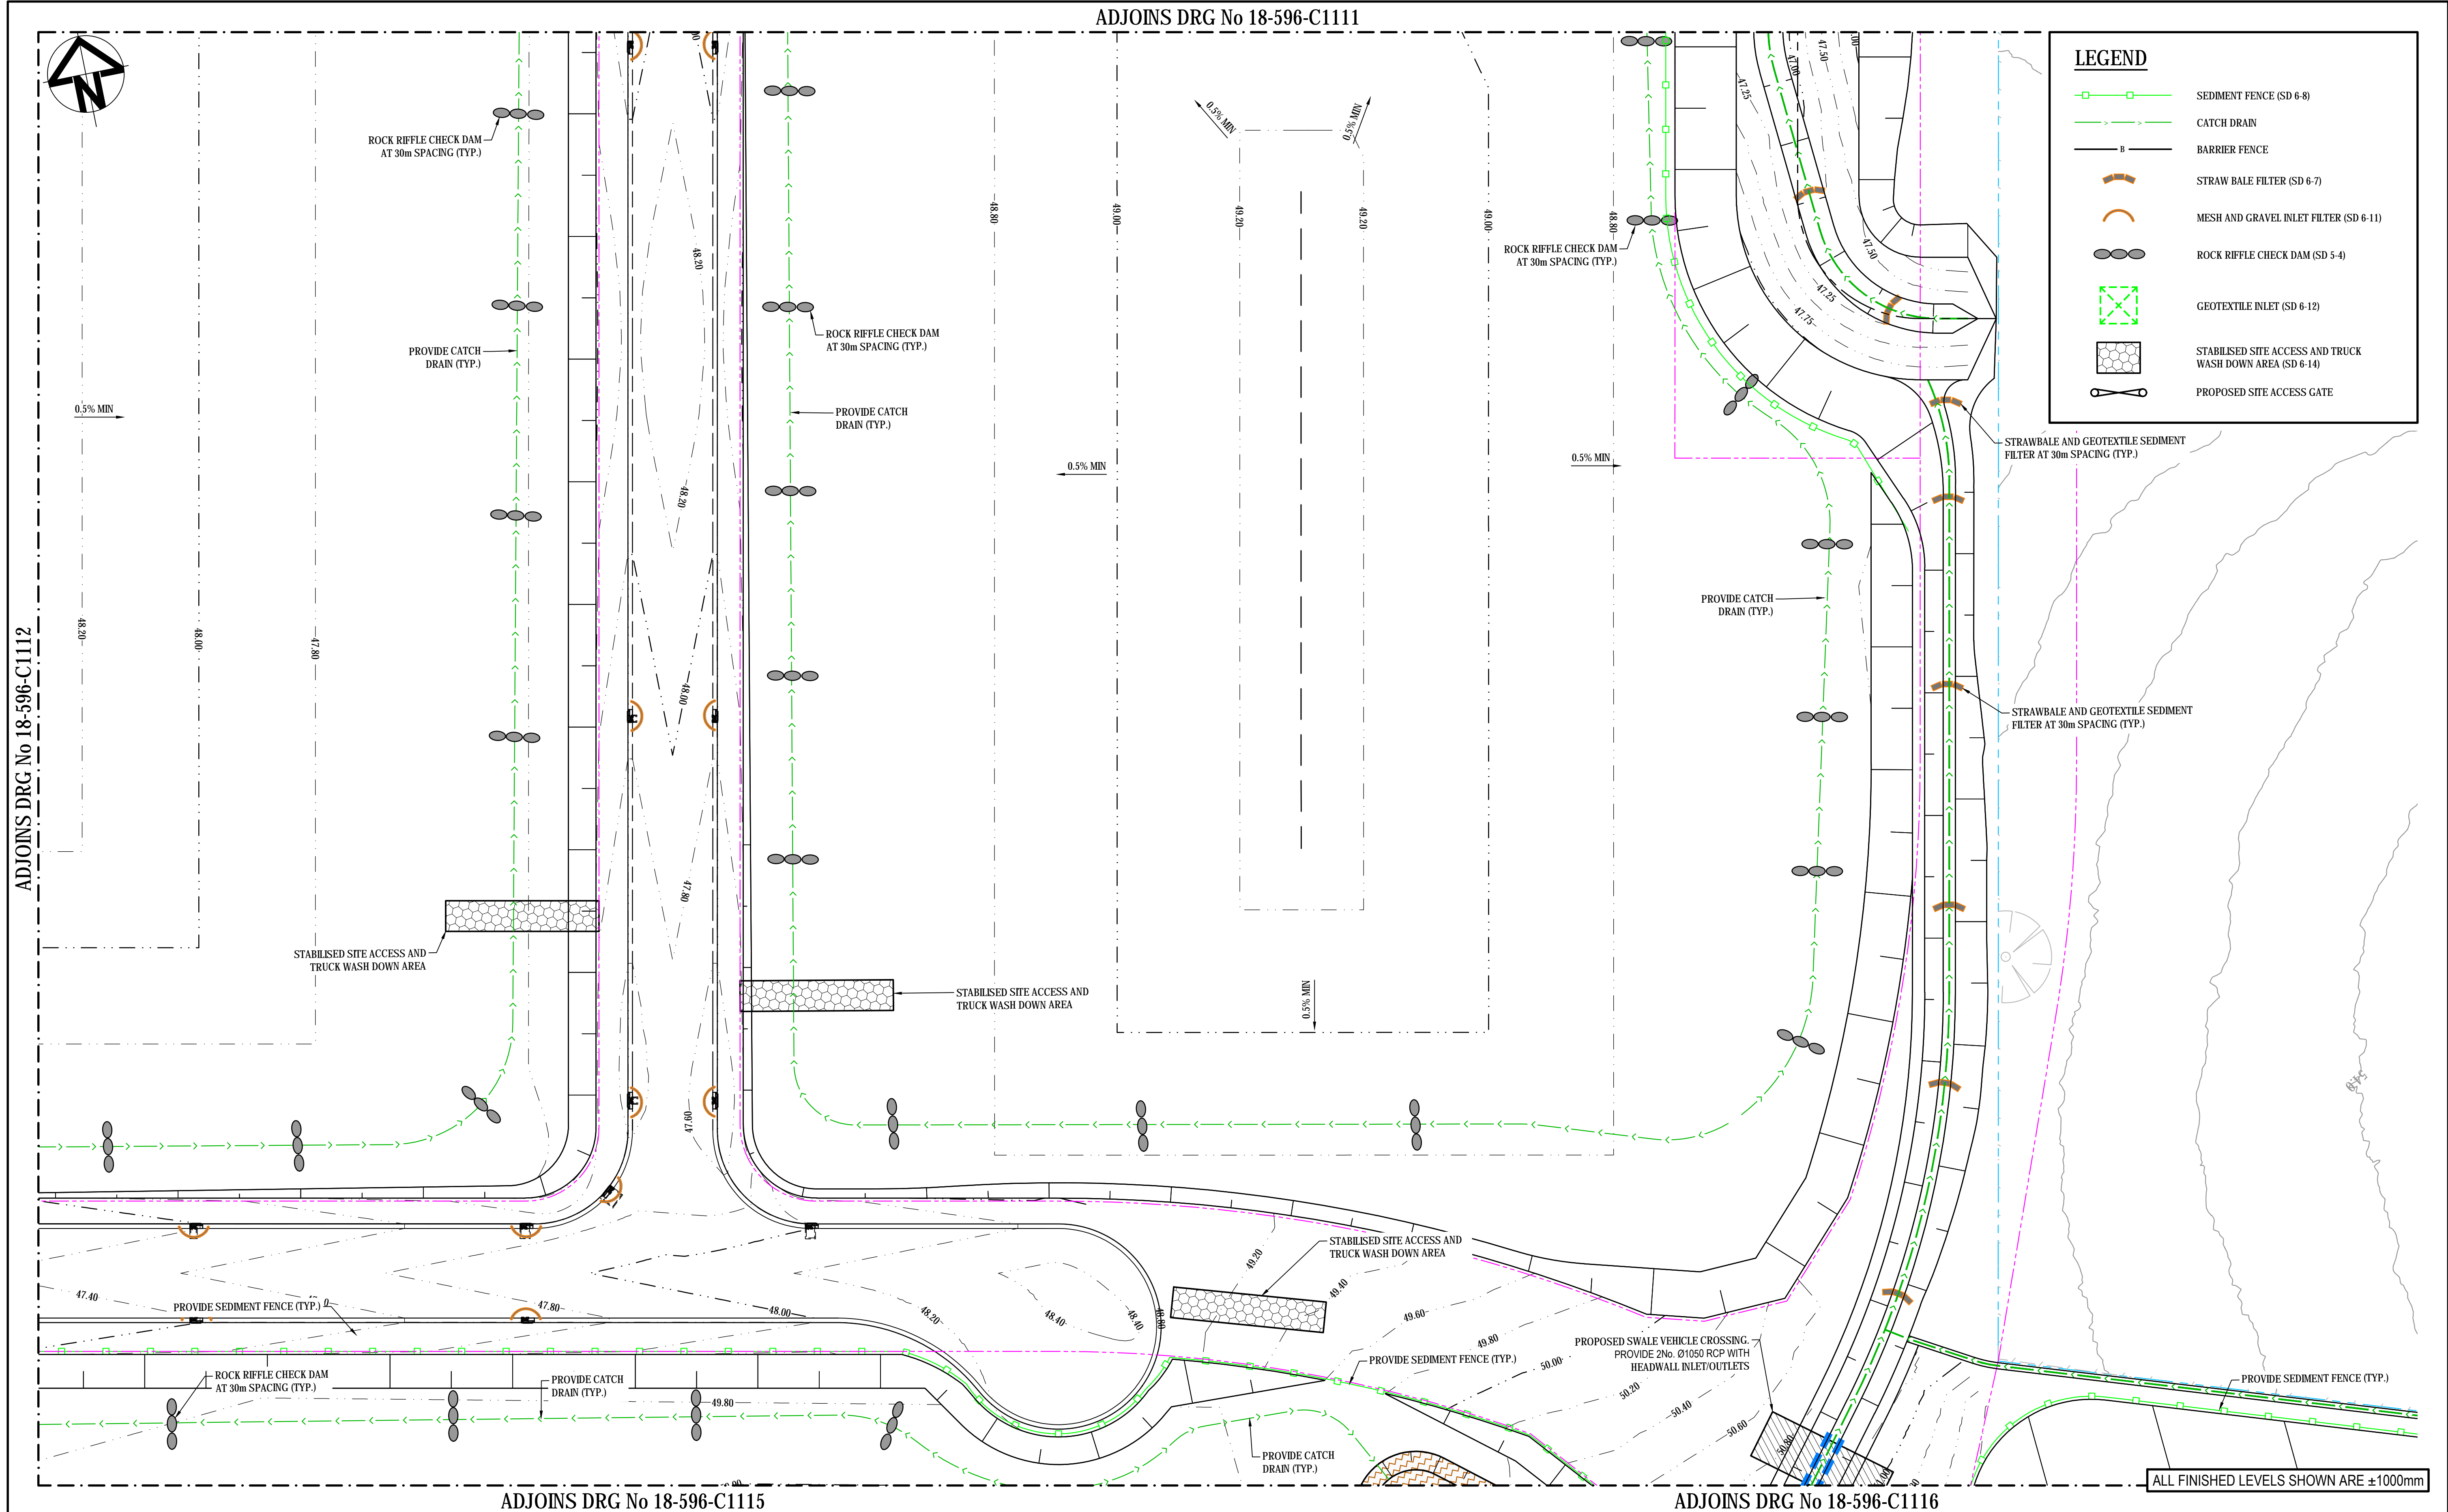 ADJOINS DRG No 18-596-C1111
N
LEGEND
SEDIMENT FENCE (SD 6-8)
CATCH DRAIN
B
BARRIER FENCE
STRAW BALE FILTER (SD 6-7)
MESH AND GRAVEL INLET FILTER (SD 6-11)
ROCK RIFFLE CHECK DAM (SD 5-4)
GEOTEXTILE INLET (SD 6-12)
STABILISED SITE ACCESS AND TRUCK
WASH DOWN AREA (SD 6-14)
PROPOSED SITE ACCESS GATE
ROCK RIFFLE CHECK DAM
AT 30m SPACING (TYP.)
0.5% MIN
0.5% MIN
47.25
47.00
47.50
48.20
48.80
49.00
49.20
49.20
49.00
48.80
ROCK RIFFLE CHECK DAM
AT 30m SPACING (TYP.)
47.50
47.25
47.75
ROCK RIFFLE CHECK DAM
AT 30m SPACING (TYP.)
PROVIDE CATCH
DRAIN (TYP.)
0.5% MIN
PROVIDE CATCH
DRAIN (TYP.)
0.5% MIN
0.5% MIN
STRAWBALE AND GEOTEXTILE SEDIMENT
FILTER AT 30m SPACING (TYP.)
48.20
PROVIDE CATCH
DRAIN (TYP.)
48.20
48.00
47.80
48.00
STRAWBALE AND GEOTEXTILE SEDIMENT
FILTER AT 30m SPACING (TYP.)
ADJOINS DRG No 18-596-C1112
47.80
STABILISED SITE ACCESS AND
TRUCK WASH DOWN AREA
STABILISED SITE ACCESS AND
TRUCK WASH DOWN AREA
0.5% MIN
54.0
47.60
STABILISED SITE ACCESS AND
TRUCK WASH DOWN AREA
49.20
49.40
47.40
PROVIDE SEDIMENT FENCE (TYP.)
47.80
48.00
48.20
48.40
48.40
48.80
49.60
49.80
50.00
50.20
50.40
50.60
50.80
PROPOSED SWALE VEHICLE CROSSING.
PROVIDE 2No. Ø1050 RCP WITH
HEADWALL INLET/OUTLETS
PROVIDE SEDIMENT FENCE (TYP.)
ROCK RIFFLE CHECK DAM
AT 30m SPACING (TYP.)
PROVIDE CATCH
DRAIN (TYP.)
49.80
PROVIDE SEDIMENT FENCE (TYP.)
PROVIDE CATCH
DRAIN (TYP.)
ALL FINISHED LEVELS SHOWN ARE ±1000mm
ADJOINS DRG No 18-596-C1115
ADJOINS DRG No 18-596-C1116